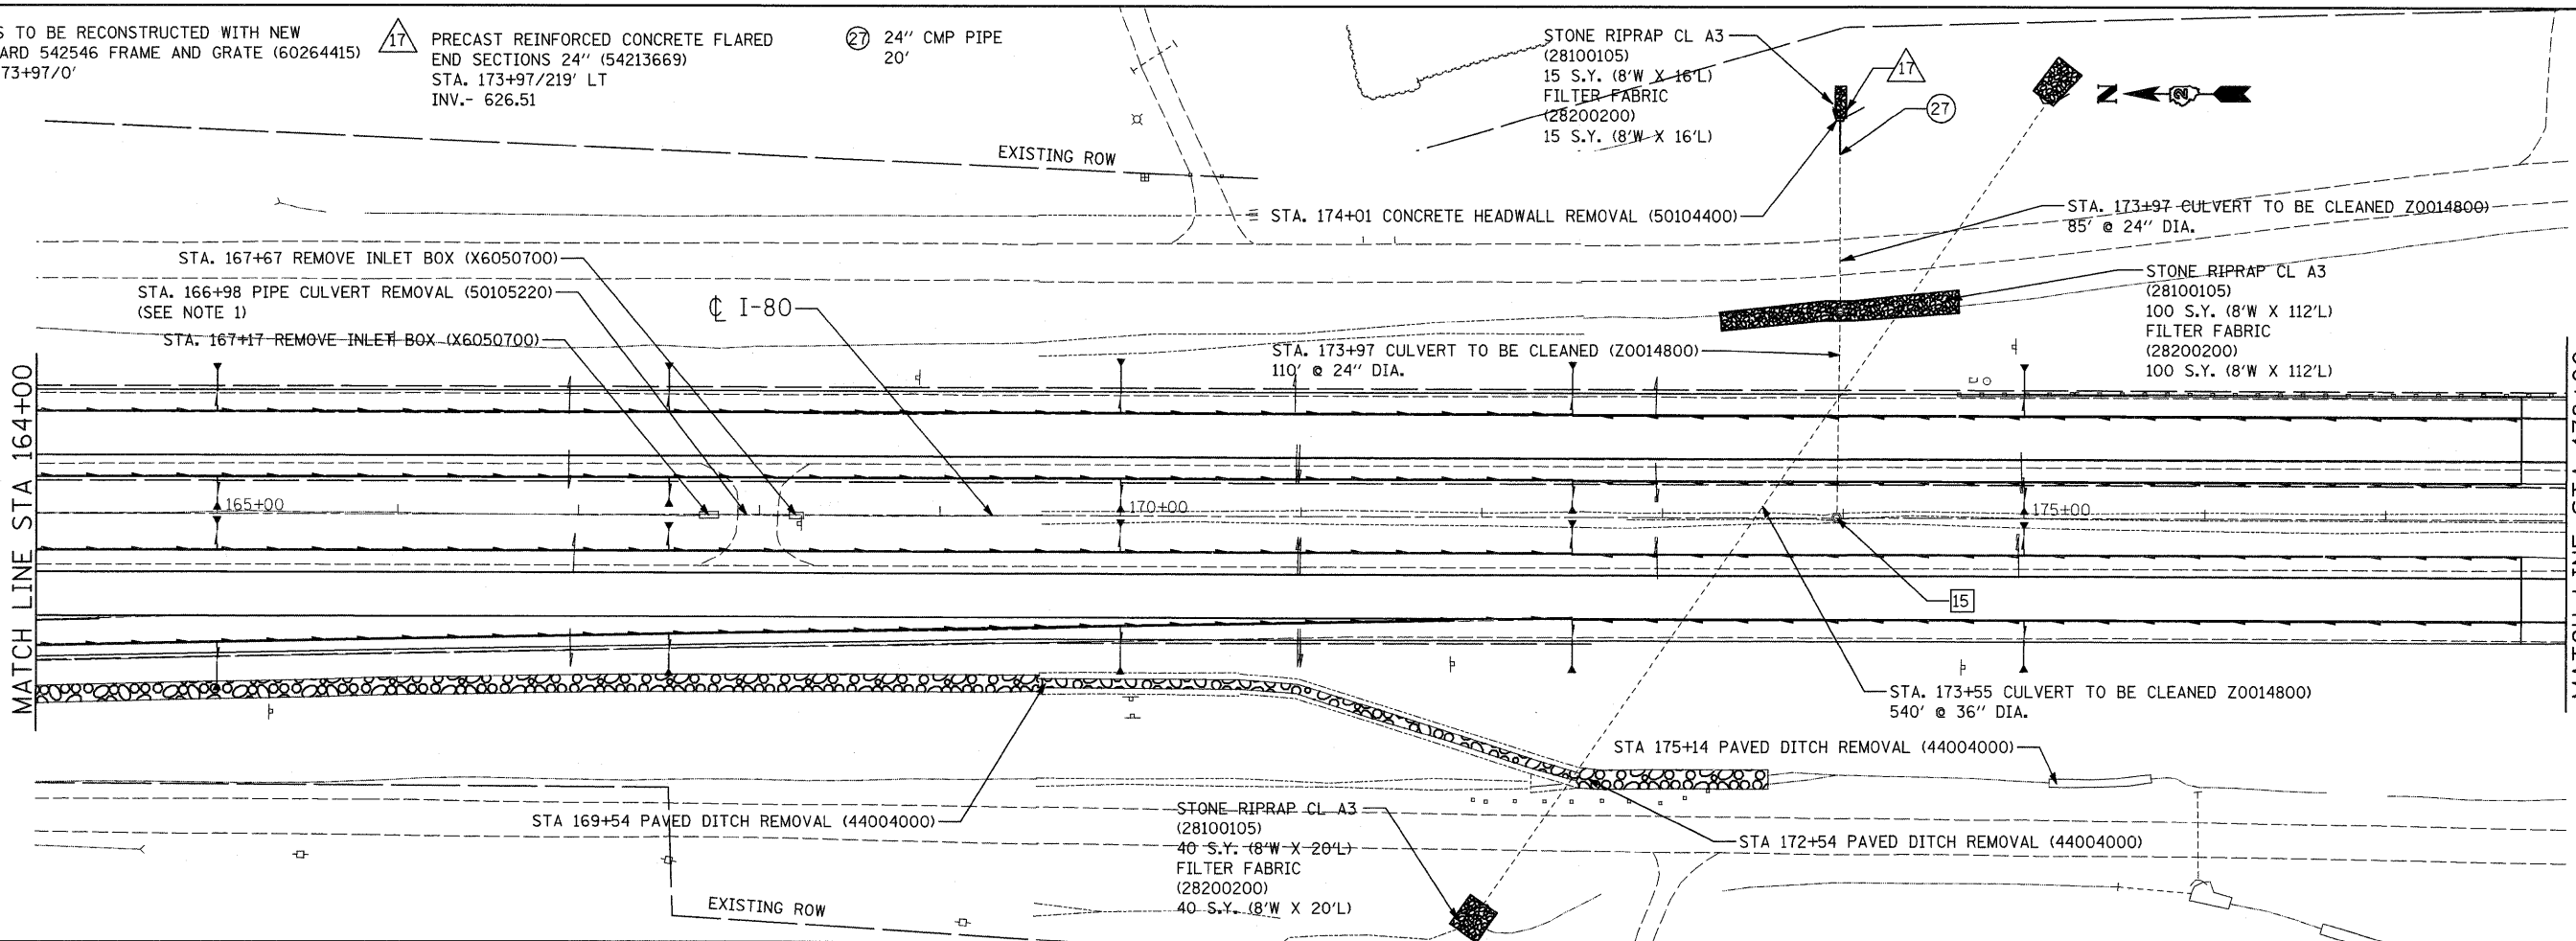 S TO BE RECONSTRUCTED WITH NEW
ARD 542546 FRAME AND GRATE (60264415)
73+97/0'
17
PRECAST REINFORCED CONCRETE FLARED
END SECTIONS 24" (54213669)
STA. 173+97/219' LT
INV.- 626.51
27
24" CMP PIPE
20'
STONE RIPRAP CL A3
(28100105)
15 S.Y. (8'W X 16'L)
FILTER FABRIC
(28200200)
15 S.Y. (8'W X 16'L)
17
27
N
2
EXISTING ROW
STA. 174+01 CONCRETE HEADWALL REMOVAL (50104400)
STA. 173+97 CULVERT TO BE CLEANED Z0014800)
85' @ 24" DIA.
STA. 167+67 REMOVE INLET BOX (X6050700)
STA. 166+98 PIPE CULVERT REMOVAL (50105220)
(SEE NOTE 1)
STA. 167+17 REMOVE INLET BOX (X6050700)
℄ I-80
STONE RIPRAP CL A3
(28100105)
100 S.Y. (8'W X 112'L)
FILTER FABRIC
(28200200)
100 S.Y. (8'W X 112'L)
STA. 173+97 CULVERT TO BE CLEANED (Z0014800)
110' @ 24" DIA.
MATCH LINE STA 164+00
165+00
170+00
175+00
15
STA. 173+55 CULVERT TO BE CLEANED Z0014800)
540' @ 36" DIA.
STA 175+14 PAVED DITCH REMOVAL (44004000)
STA 169+54 PAVED DITCH REMOVAL (44004000)
STONE RIPRAP CL A3
(28100105)
40 S.Y. (8'W X 20'L)
FILTER FABRIC
(28200200)
40 S.Y. (8'W X 20'L)
STA 172+54 PAVED DITCH REMOVAL (44004000)
EXISTING ROW